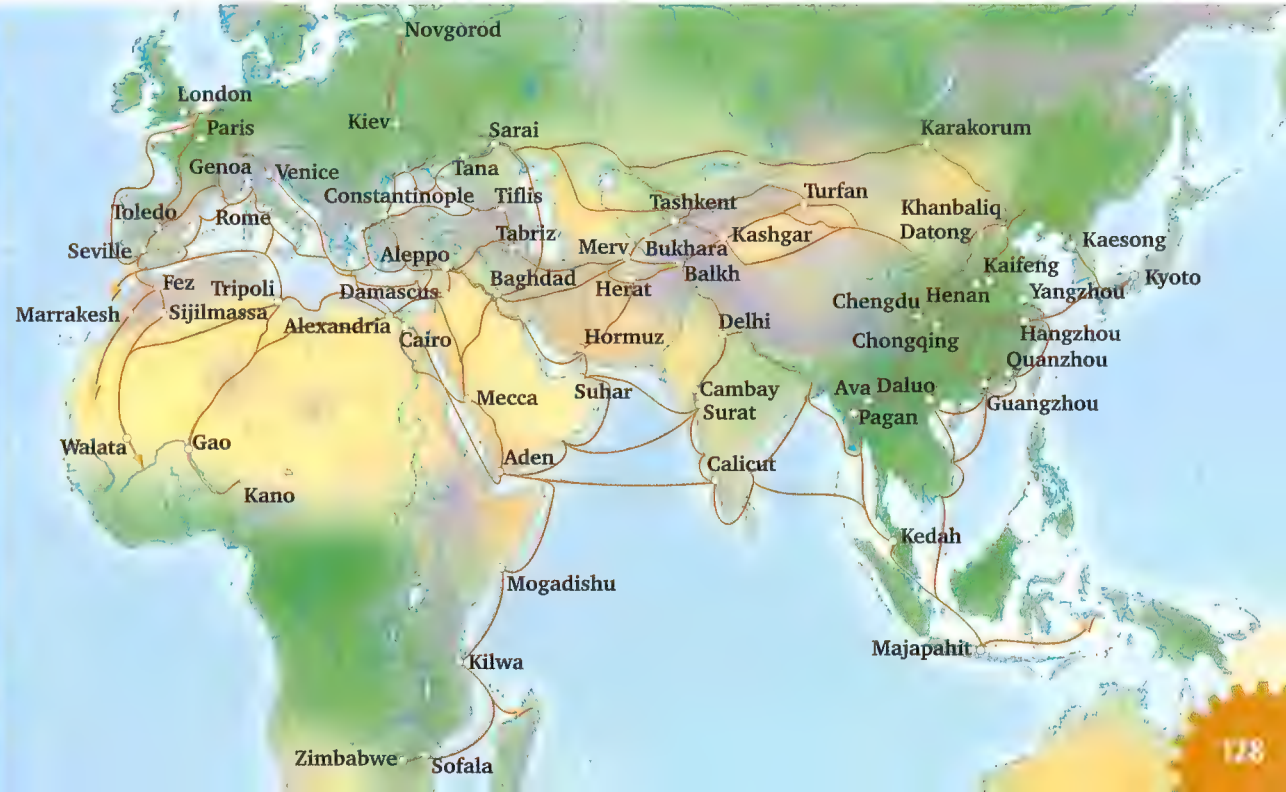 Novgorod
London
Kiev
Paris
Sarai
Karakorum
Genoa
Venice
Tana
Constantinople
Tiflis
Turfan
Toledo
Rome
Tashkent
Khanbaliq
Datong
Tabriz
Merv
Bukhara
Kashgar
Kaesong
Seville
Aleppo
Kaifeng
Balkh
Baghdad
Kyoto
Fez
Tripoli
Damascus
Herat
Yangzhou
Henan
Chengdu
Marrakesh
Sijilmassa
Alexandria
Delhi
Cairo
Hormuz
Chongqing
Hangzhou
Quanzhou
Mecca
Suhar
Cambay
Surat
Ava
Daluo
Pagan
Guangzhou
Walata
Gao
Aden
Calicut
Kano
Kedah
Mogadishu
Majapahit
Kilwa
Zimbabwe
Sofala
128